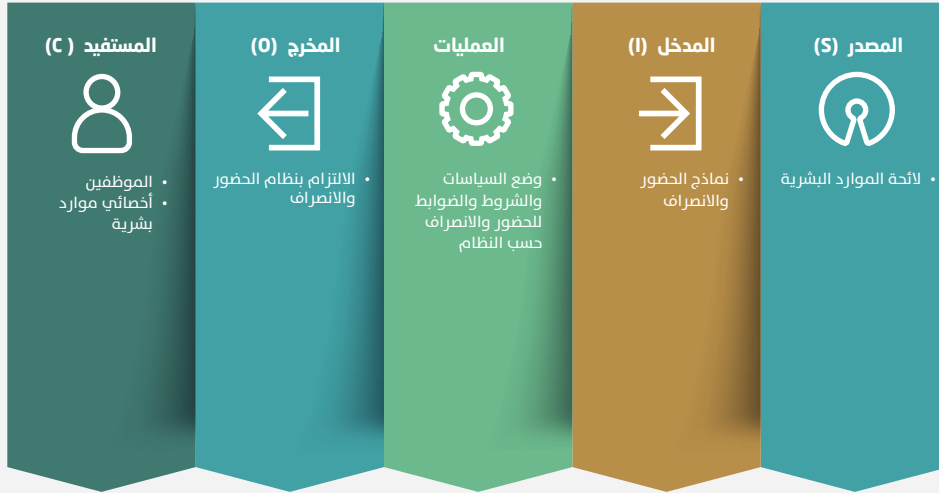 المصدر (S)
• لائحة الموارد البشرية
المدخل (I)
• نماذج الحضور
والانصراف
العمليات
• وضع السياسات
والشروط والضوابط
للحضور والانصراف
حسب النظام
المخرج (O)
• الالتزام بنظام الحضور
والانصراف
المستفيد ( C)
• الموظفين
• أخصائي موارد
بشرية